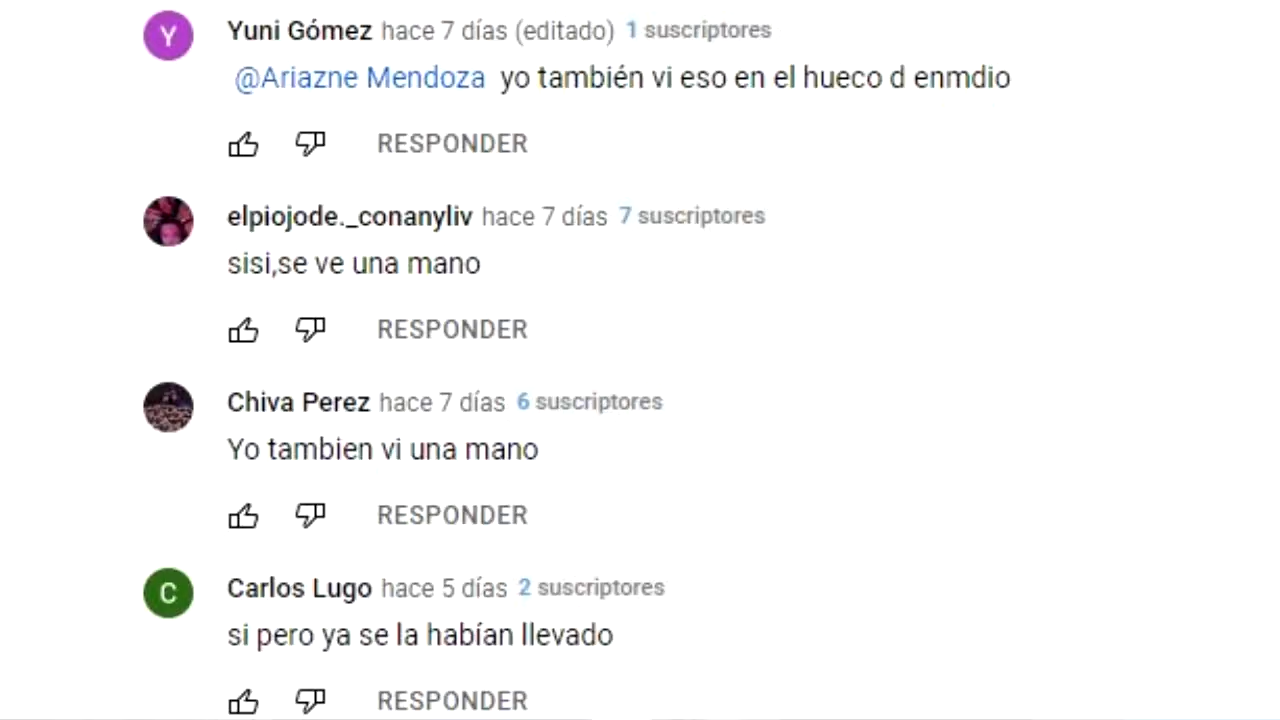 Y
Yuni Gómez hace 7 días (editado) 1 suscriptores
@Ariazne Mendoza yo también vi eso en el hueco d enmdio
RESPONDER
elpiojode._conanyliv hace 7 días 7 suscriptores
sisi,se ve una mano
RESPONDER
Chiva Perez hace 7 días 6 suscriptores
Yo tambien vi una mano
RESPONDER
C
Carlos Lugo hace 5 días 2 suscriptores
si pero ya se la habían llevado
RESPONDER